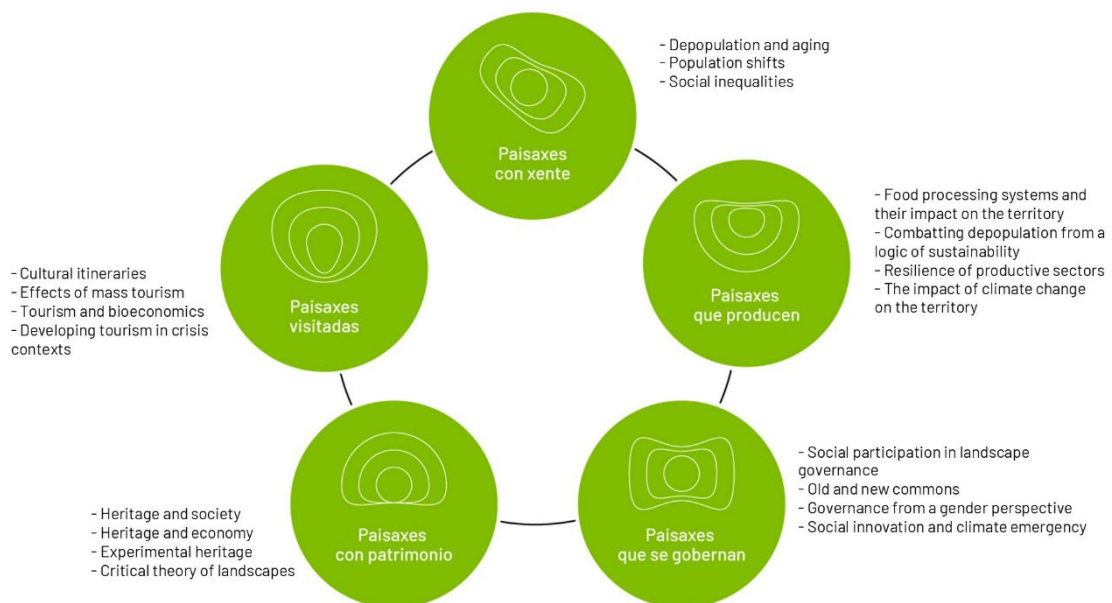 - Depopulation and aging
- Population shifts
- Social inequalities
Paisaxes
con xente
- Food processing systems and
their impact on the territory
- Combatting depopulation from a
logic of sustainability
- Resilience of productive sectors
- The impact of climate change
on the territory
Paisaxes
que producen
- Cultural itineraries
- Effects of mass tourism
- Tourism and bioeconomics
- Developing tourism in crisis
contexts
Paisaxes
visitadas
- Social participation in landscape
governance
- Old and new commons
- Governance from a gender perspective
- Social innovation and climate emergency
Paisaxes
que se gobernan
- Heritage and society
- Heritage and economy
- Experimental heritage
- Critical theory of landscapes
Paisaxes
con patrimonio